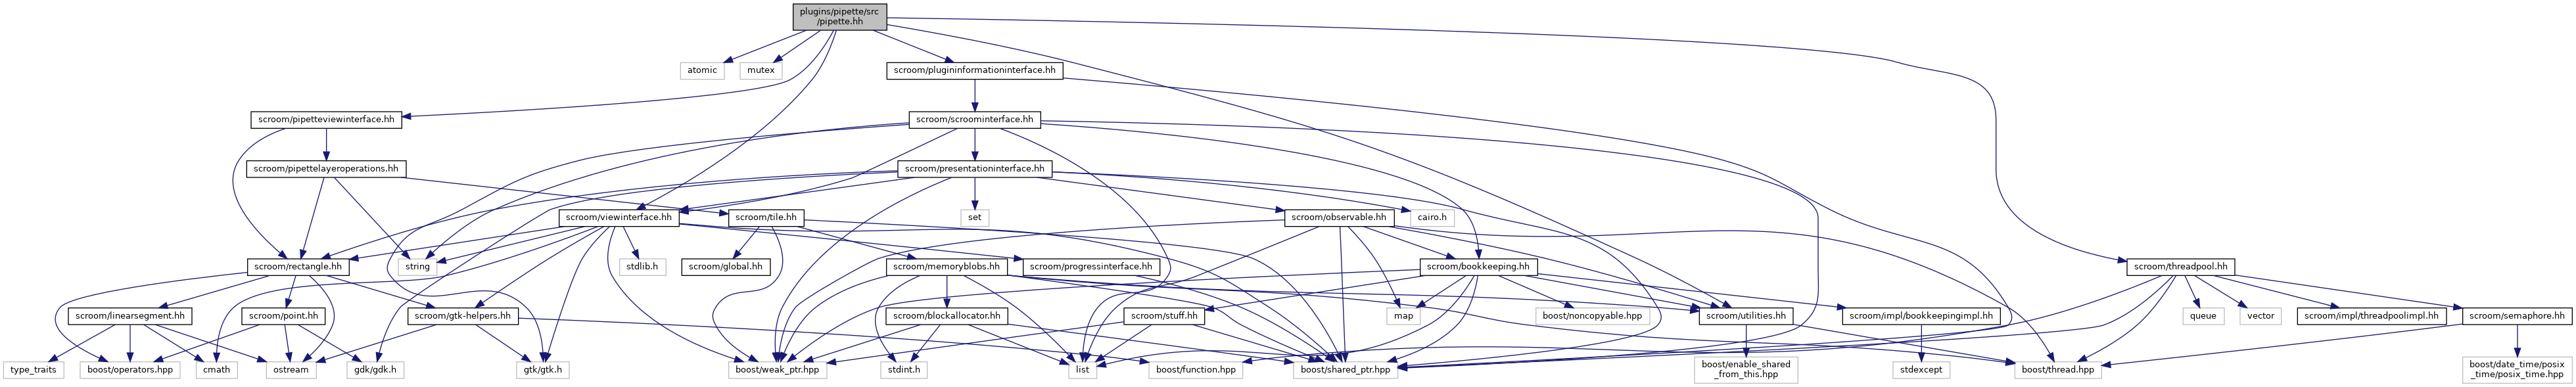 plugins/pipette/src
/pipette.hh
atomic
mutex
scroom/plugininformationinterface.hh
scroom/pipetteviewinterface.hh
scroom/scroominterface.hh
scroom/pipettelayeroperations.hh
scroom/presentationinterface.hh
scroom/viewinterface.hh
scroom/tile.hh
set
scroom/observable.hh
cairo.h
scroom/rectangle.hh
string
stdlib.h
scroom/global.hh
scroom/memoryblobs.hh
scroom/progressinterface.hh
scroom/bookkeeping.hh
scroom/threadpool.hh
scroom/linearsegment.hh
scroom/point.hh
scroom/gtk-helpers.hh
scroom/blockallocator.hh
scroom/stuff.hh
map
boost/noncopyable.hpp
scroom/utilities.hh
scroom/impl/bookkeepingimpl.hh
queue
vector
scroom/impl/threadpoolimpl.hh
scroom/semaphore.hh
type_traits
boost/operators.hpp
cmath
ostream
gdk/gdk.h
gtk/gtk.h
boost/weak_ptr.hpp
stdint.h
list
boost/function.hpp
boost/shared_ptr.hpp
boost/enable_shared
_from_this.hpp
stdexcept
boost/thread.hpp
boost/date_time/posix
_time/posix_time.hpp